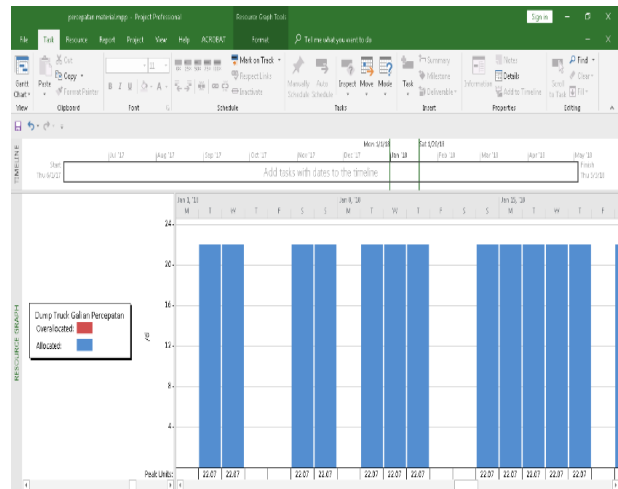 percepatan material.mpp - Project Professional
Resource Graph Tools
Sign in
File Task Resource Report Project View Help ACROBAT Format Tell me what you want to do
Gantt Chart
Paste
Cut
Copy
Format Painter
B I U
Mark on Track
Respect Links
Inactivate
Manually Schedule
Auto Schedule
Inspect
Move
Mode
Task
Summary
Milestone
Deliverable
Information
Notes
Details
Add to Timeline
Scroll to Task
Find
Clear
Fill
View Clipboard Font Schedule Tasks Insert Properties Editing
TIMELINE
Mon 1/1/18 Sat 1/20/18
Jul '17 Aug '17 Sep '17 Oct '17 Nov '17 Dec '17 Jan '18 Feb '18 Mar '18 Apr '18 May '18
Start
Add tasks with dates to the timeline
Finish
RESOURCE GRAPH
Jan 1, '18 Jan 8, '18 Jan 15, '18
M T W T F S S M T W T F S S M T W T F
24
20
16
12
8
4
Dump Truck Galian Percepatan
Overallocated:
Allocated:
Peak Units: 22.07 22.07 22.07 22.07 22.07 22.07 22.07 22.07 22.07 22.07 22.07 22.07